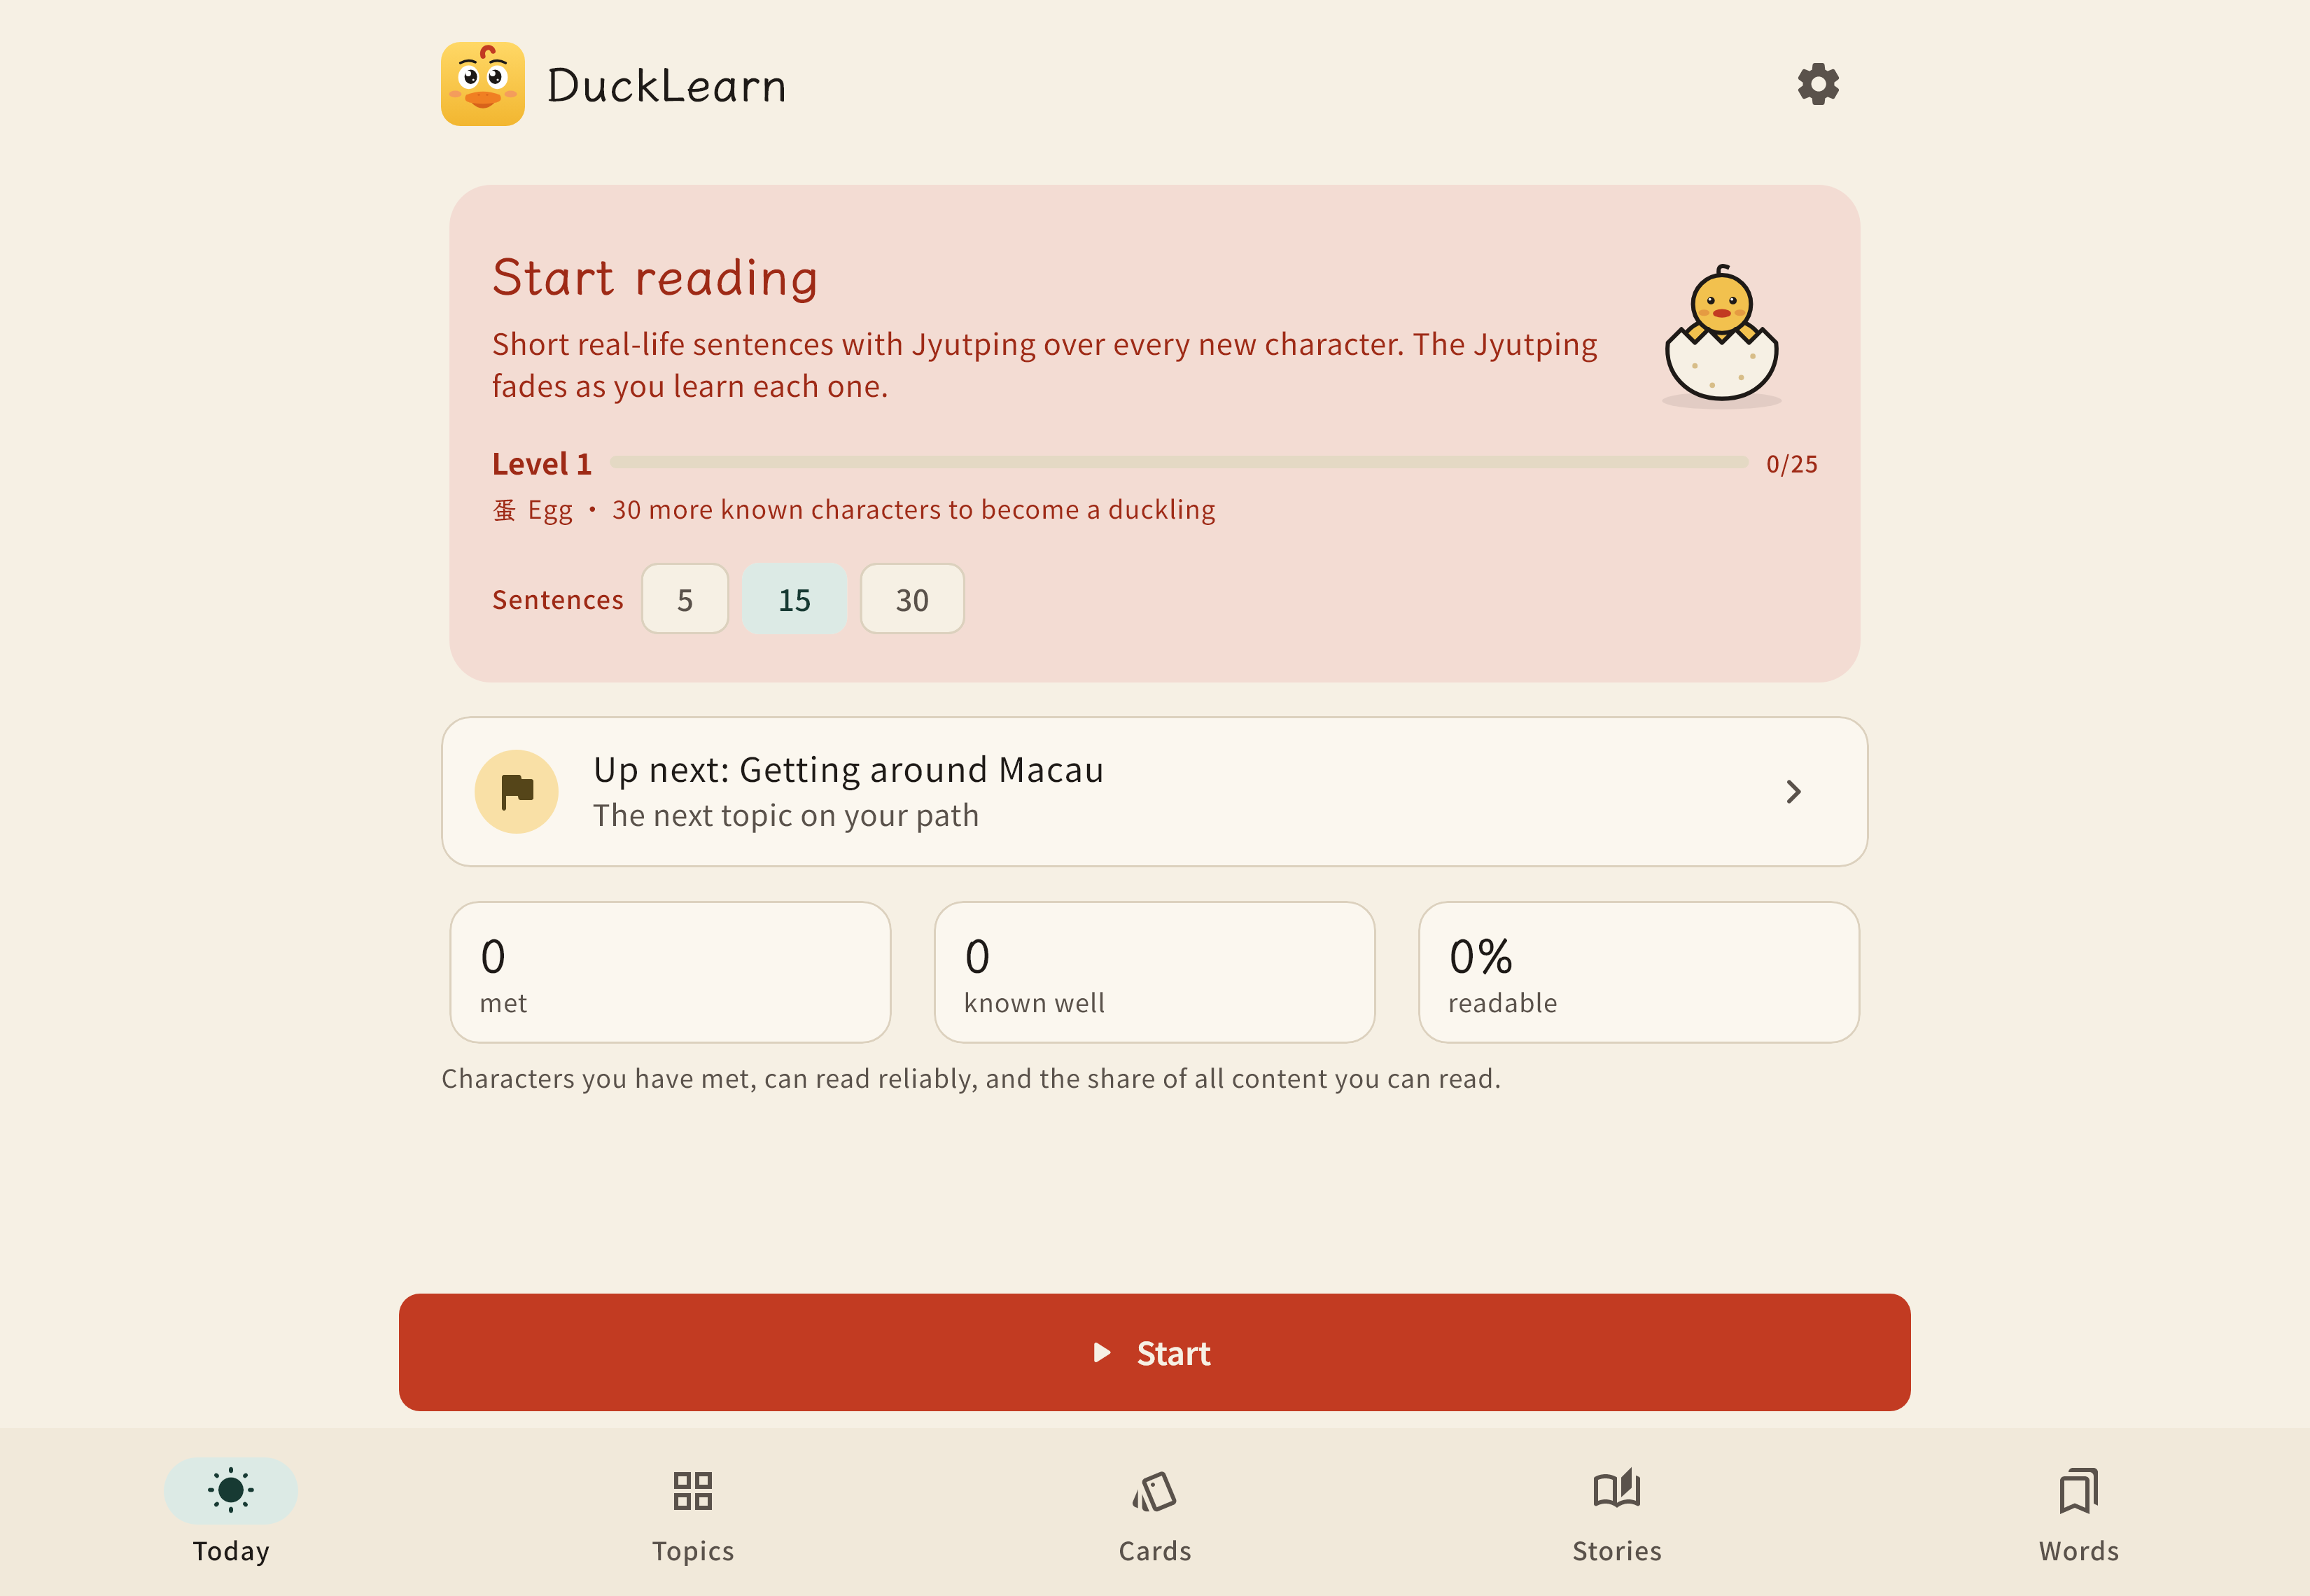 DuckLearn
Start reading
Short real-life sentences with Jyutping over every new character. The Jyutping
fades as you learn each one.
Level 1 0/25
蛋 Egg • 30 more known characters to become a duckling
Sentences 5 15 30
Up next: Getting around Macau
The next topic on your path
0 0 0%
met known well readable
Characters you have met, can read reliably, and the share of all content you can read.
Start
Today Topics Cards Stories Words